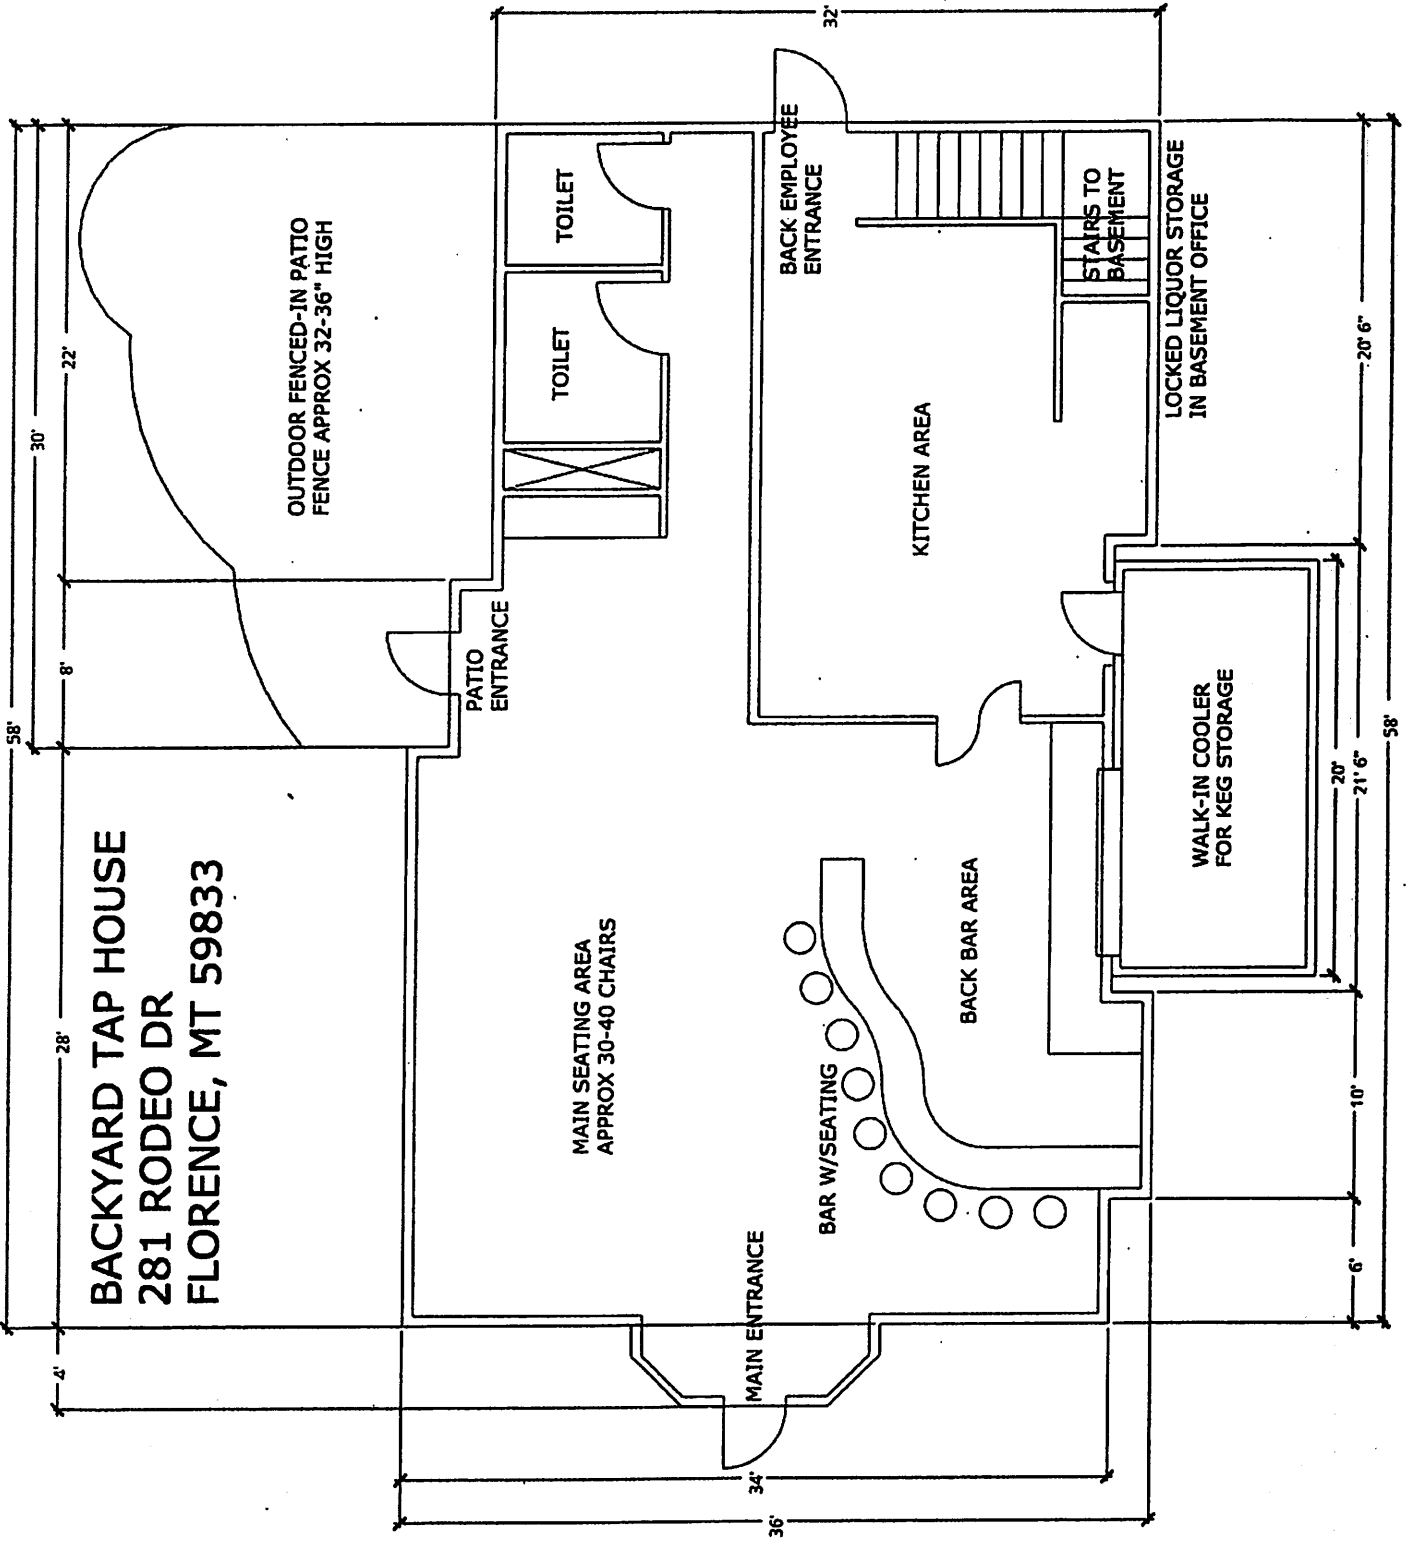 BACKYARD TAP HOUSE
281 RODEO DR
FLORENCE, MT 59833
58'
30'
28'
8'
22'
4'
OUTDOOR FENCED-IN PATIO
FENCE APPROX 32-36" HIGH
PATIO
ENTRANCE
TOILET
TOILET
32'
MAIN SEATING AREA
APPROX 30-40 CHAIRS
MAIN ENTRANCE
BAR W/SEATING
BACK BAR AREA
KITCHEN AREA
BACK EMPLOYEE
ENTRANCE
STAIRS TO
BASEMENT
LOCKED LIQUOR STORAGE
IN BASEMENT OFFICE
WALK-IN COOLER
FOR KEG STORAGE
34'
36'
20'
6'
10'
21' 6"
20' 6"
58'